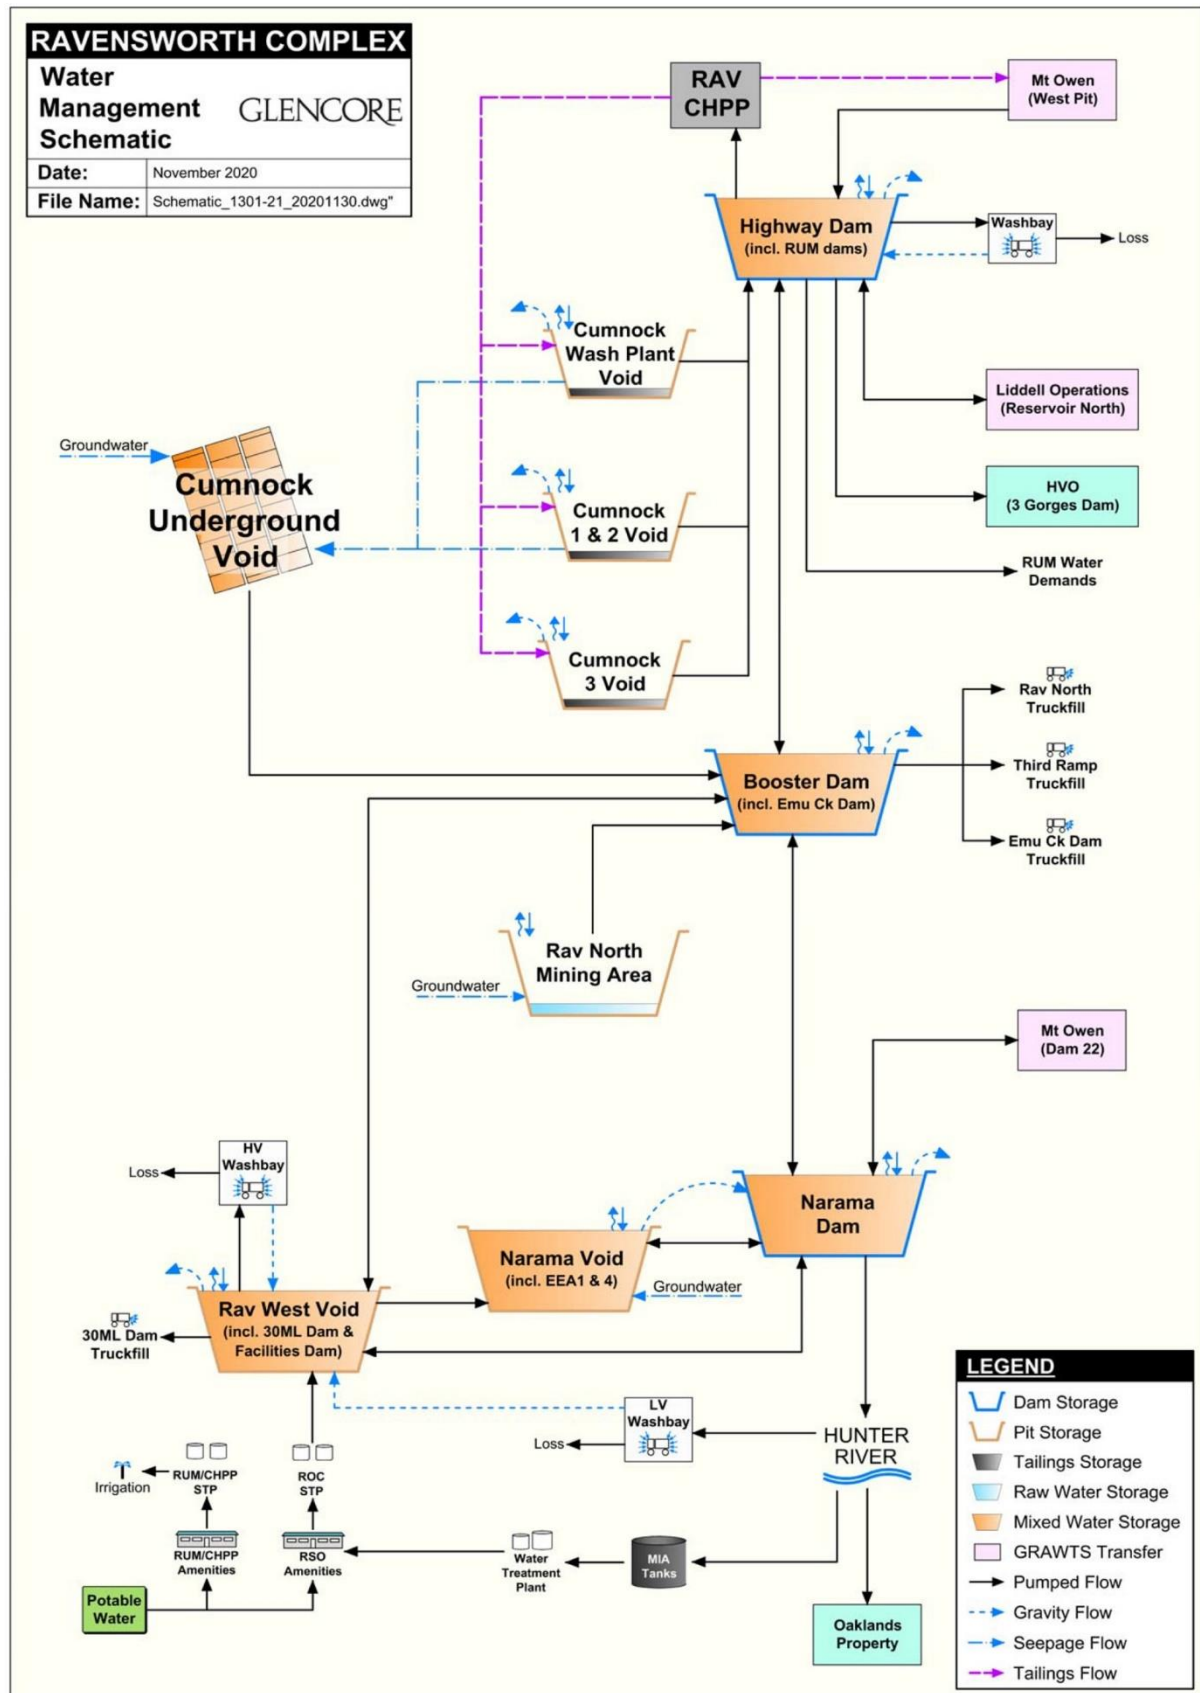 RAVENSWORTH COMPLEX
Water
Management
Schematic
GLENCORE
Date:
November 2020
File Name:
Schematic_1301-21_20201130.dwg"
RAV
CHPP
Mt Owen
(West Pit)
Highway Dam
(incl. RUM dams)
Washbay
Loss
Cumnock
Wash Plant
Void
Liddell Operations
(Reservoir North)
Groundwater
Cumnock
Underground
Void
Cumnock
1 & 2 Void
HVO
(3 Gorges Dam)
RUM Water
Demands
Cumnock
3 Void
Rav North
Truckfill
Booster Dam
(incl. Emu Ck Dam)
Third Ramp
Truckfill
Emu Ck Dam
Truckfill
Rav North
Mining Area
Groundwater
Mt Owen
(Dam 22)
HV
Washbay
Loss
Narama
Dam
Narama Void
(incl. EEA1 & 4)
Groundwater
Rav West Void
(incl. 30ML Dam &
Facilities Dam)
30ML Dam
Truckfill
LV
Washbay
Loss
HUNTER
RIVER
Irrigation
RUM/CHPP
STP
ROC
STP
RUM/CHPP
Amenities
RSO
Amenities
Water
Treatment
Plant
MIA
Tanks
Potable
Water
Oaklands
Property
LEGEND
Dam Storage
Pit Storage
Tailings Storage
Raw Water Storage
Mixed Water Storage
GRAWTS Transfer
Pumped Flow
Gravity Flow
Seepage Flow
Tailings Flow